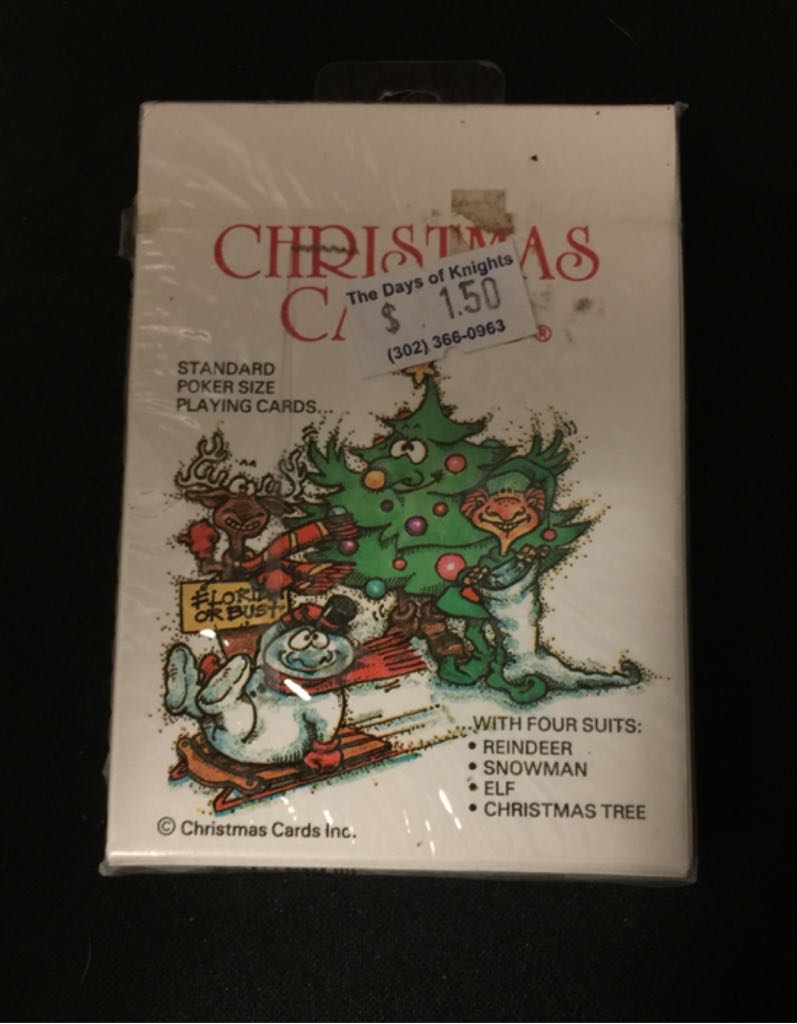 CHRISTMAS
CA ®
The Days of Knights
$ 1.50
(302) 366-0963
STANDARD
POKER SIZE
PLAYING CARDS...
OR BUST
...WITH FOUR SUITS:
• REINDEER
• SNOWMAN
• ELF
• CHRISTMAS TREE
© Christmas Cards Inc.